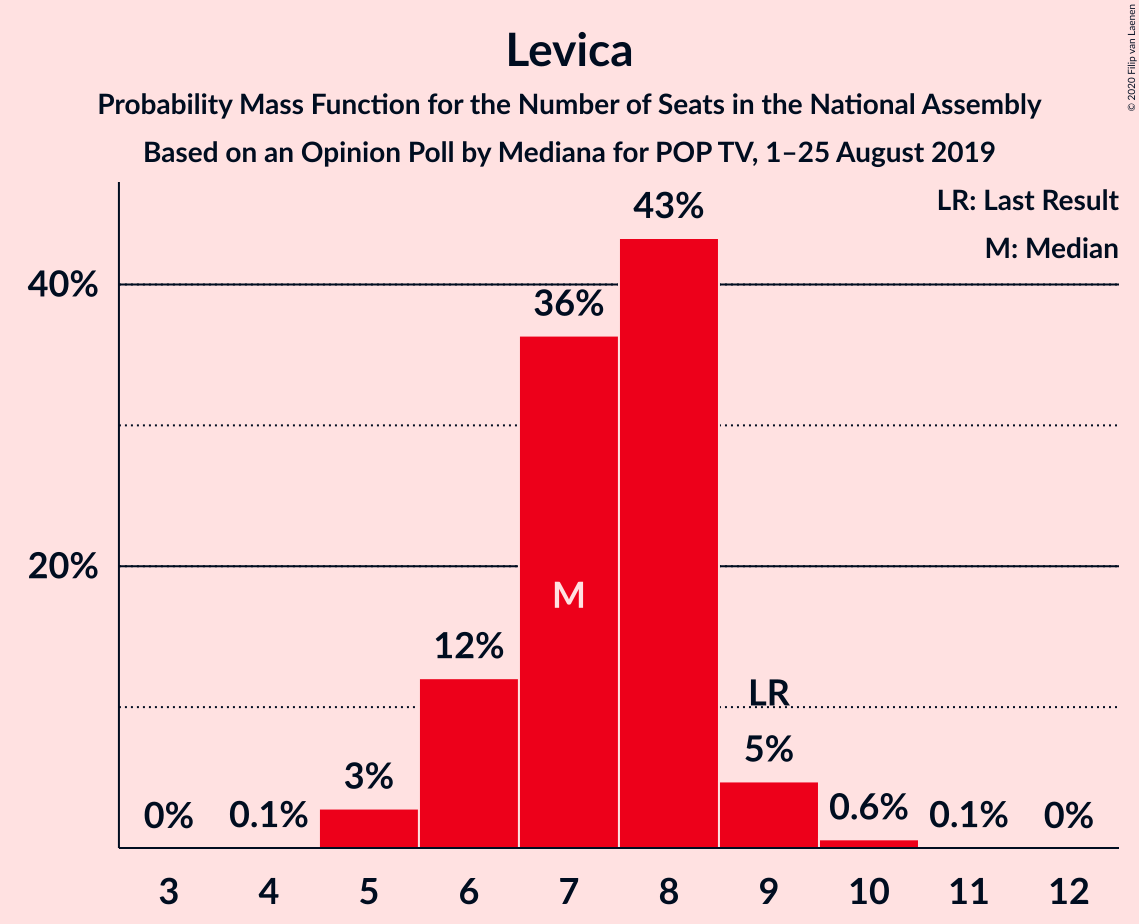 Levica
Probability Mass Function for the Number of Seats in the National Assembly
Based on an Opinion Poll by Mediana for POP TV, 1–25 August 2019
© 2020 Filip van Laenen
LR: Last Result
M: Median
43%
40%
36%
20%
M
12%
LR
5%
3%
0%
0.1%
0.6%
0.1%
0%
3 4 5 6 7 8 9 10 11 12